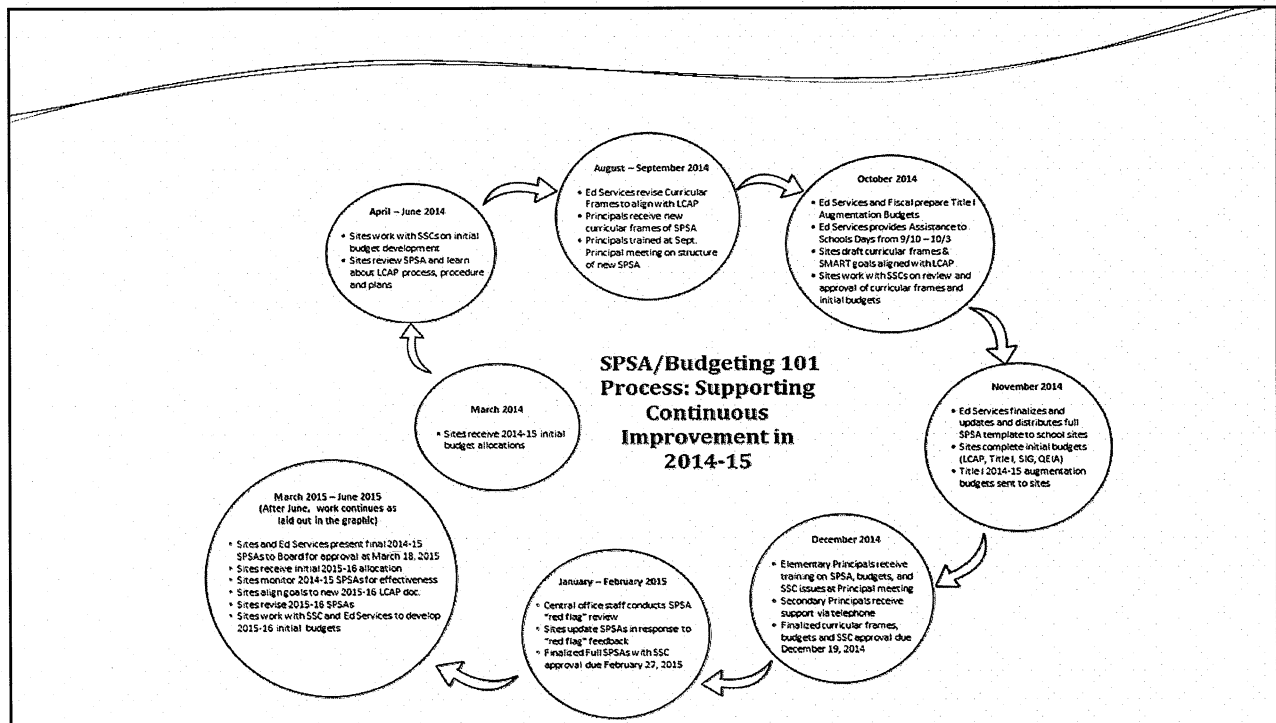 SPSA/Budgeting 101
Process: Supporting
Continuous
Improvement in
2014-15
March 2014
• Sites receive 2014-15 initial
budget allocations
April – June 2014
• Sites work with SSCs on initial
budget development
• Sites review SPSA and learn
about LCAP process, procedure
and plans
August – September 2014
• Ed Services revise Curricular
Frames to align with LCAP
• Principals receive new
curricular frames of SPSA
• Principals trained at Sept.
Principal meeting on structure
of new SPSA
October 2014
• Ed Services and Fiscal prepare Title I
Augmentation Budgets
• Ed Services provides Assistance to
Schools Days from 9/10 – 10/3
• Sites draft curricular frames &
SMART goals aligned with LCAP
• Sites work with SSCs on review and
approval of curricular frames and
initial budgets
November 2014
• Ed Services finalizes and
updates and distributes full
SPSA template to school sites
• Sites complete initial budgets
(LCAP, Title I, SIG, QEIA)
• Title I 2014-15 augmentation
budgets sent to sites
December 2014
• Elementary Principals receive
training on SPSA, budgets, and
SSC issues at Principal meeting
• Secondary Principals receive
support via telephone
• Finalized curricular frames,
budgets and SSC approval due
December 19, 2014
January – February 2015
• Central office staff conducts SPSA
"red flag" review
• Sites update SPSAs in response to
"red flag" feedback
• Finalized Full SPSAs with SSC
approval due February 27, 2015
March 2015 – June 2015
(After June, work continues as
laid out in the graphic)
• Sites and Ed Services present final 2014-15
SPSAs to Board for approval at March 18, 2015
• Sites receive initial 2015-16 allocation
• Sites monitor 2014-15 SPSAs for effectiveness
• Sites align goals to new 2015-16 LCAP doc.
• Sites revise 2015-16 SPSAs
• Sites work with SSC and Ed Services to develop
2015-16 initial budgets